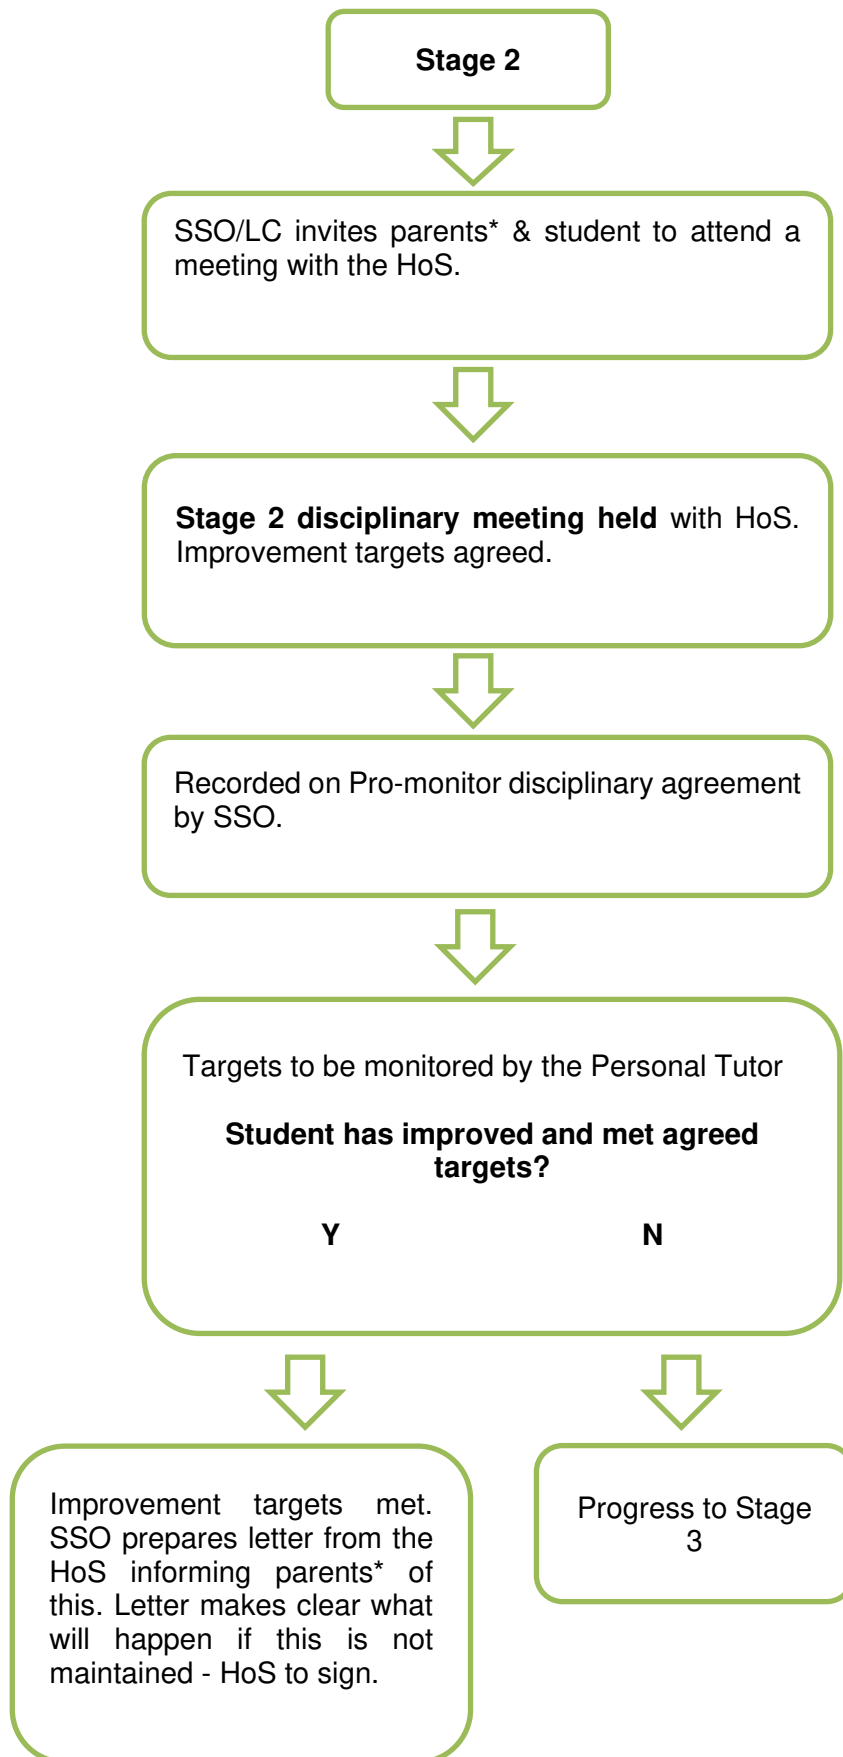 Stage 2
SSO/LC invites parents* & student to attend a
meeting with the HoS.
Stage 2 disciplinary meeting held with HoS.
Improvement targets agreed.
Recorded on Pro-monitor disciplinary agreement
by SSO.
Targets to be monitored by the Personal Tutor
Student has improved and met agreed
targets?
Y N
Improvement targets met.
SSO prepares letter from the
HoS informing parents* of
this. Letter makes clear what
will happen if this is not
maintained - HoS to sign.
Progress to Stage
3